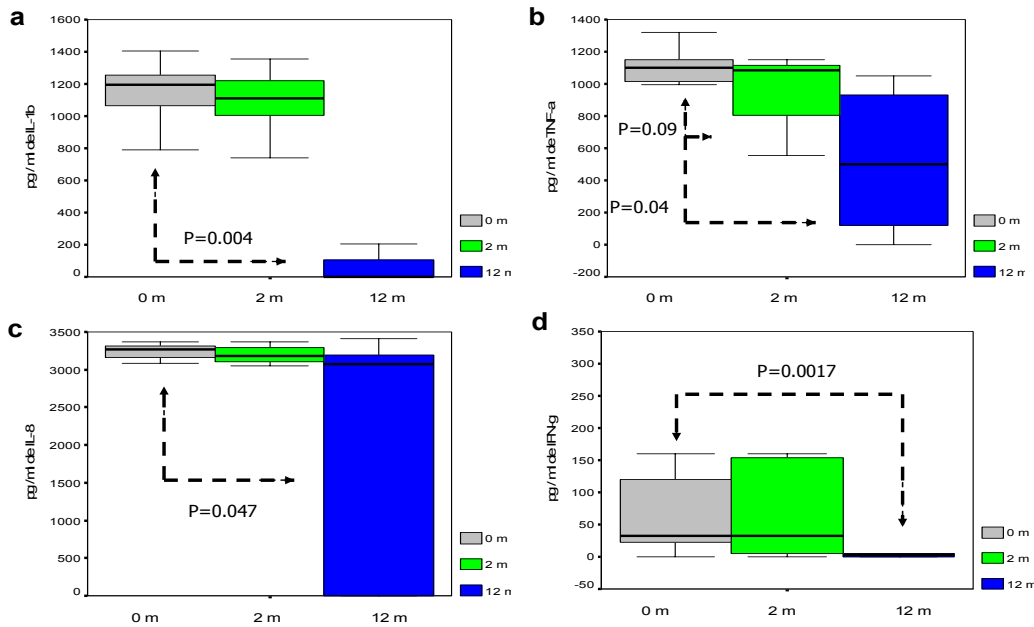 a
1600
1400
1200
1000
800
600
400
200
0
pg/ml de IL-1b
P=0.004
0 m
2 m
12 m
0 m
2 m
12 m
b
1600
1400
1200
1000
800
600
400
200
0
-200
pg/ml de TNF-a
P=0.09
P=0.04
0 m
2 m
12 m
0 m
2 m
12 m
c
3500
3000
2500
2000
1500
1000
500
0
pg/ml de IL-8
P=0.047
0 m
2 m
12 m
0 m
2 m
12 m
d
350
300
250
200
150
100
50
0
-50
pg/ml de IFN-g
P=0.0017
0 m
2 m
12 m
0 m
2 m
12 m